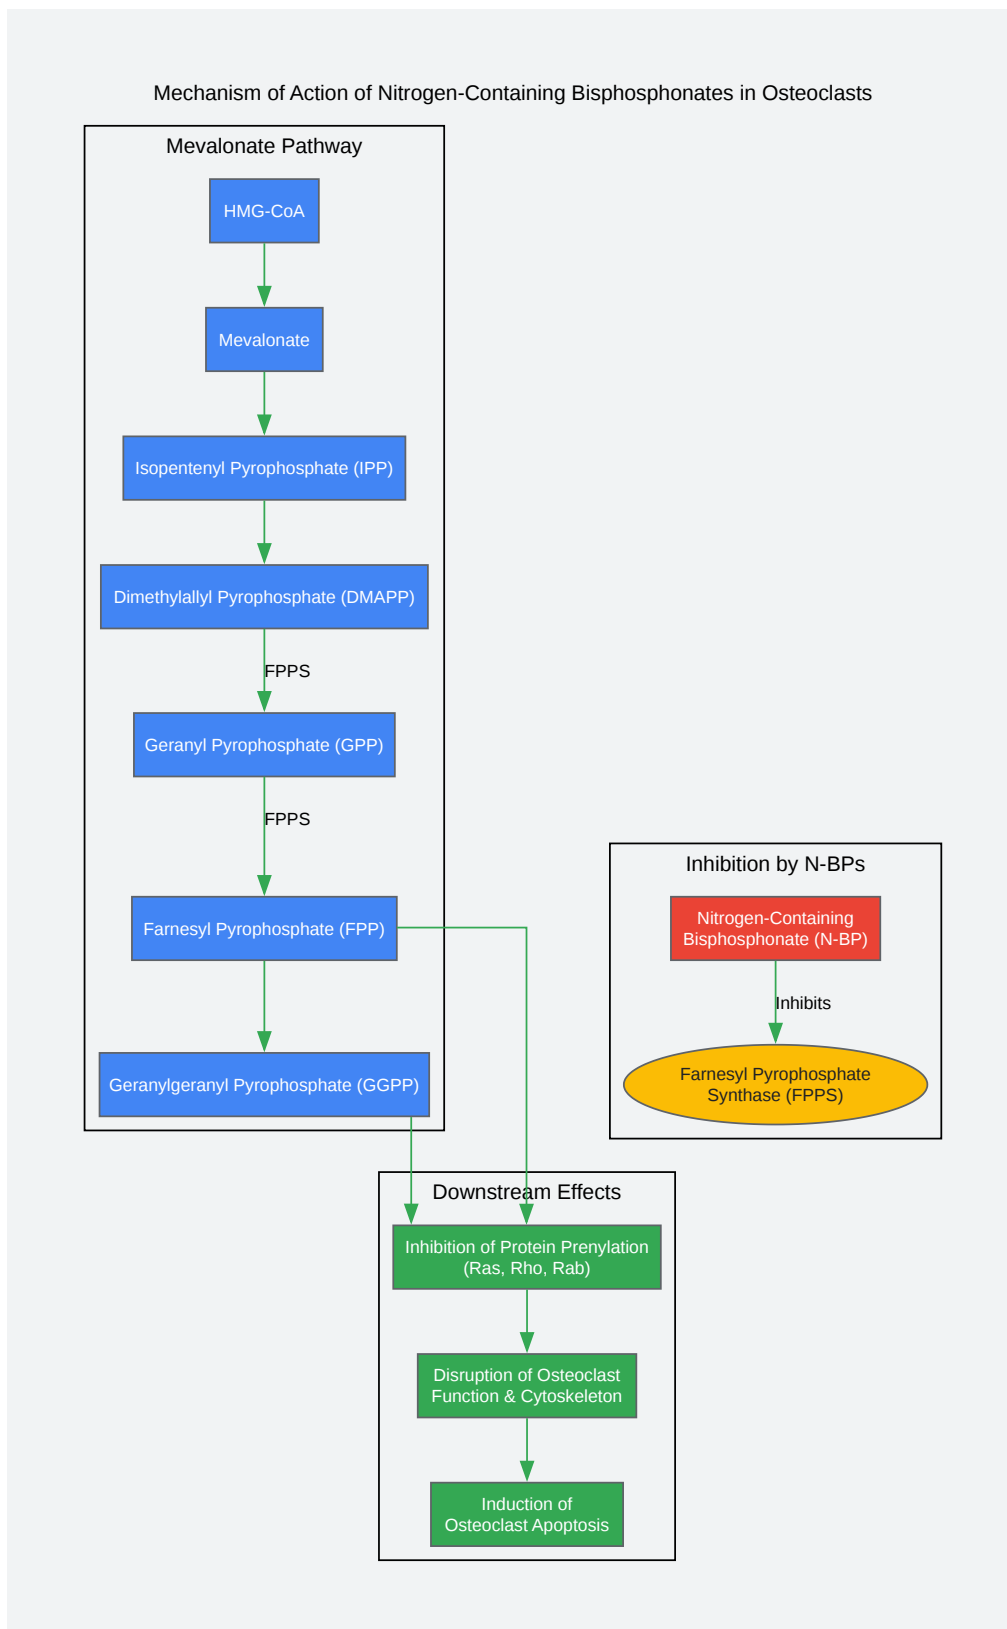 Mechanism of Action of Nitrogen-Containing Bisphosphonates in Osteoclasts
Mevalonate Pathway
HMG-CoA
Mevalonate
Isopentenyl Pyrophosphate (IPP)
Dimethylallyl Pyrophosphate (DMAPP)
FPPS
Geranyl Pyrophosphate (GPP)
FPPS
Farnesyl Pyrophosphate (FPP)
Geranylgeranyl Pyrophosphate (GGPP)
Inhibition by N-BPs
Nitrogen-Containing
Bisphosphonate (N-BP)
Inhibits
Farnesyl Pyrophosphate
Synthase (FPPS)
Downstream Effects
Inhibition of Protein Prenylation
(Ras, Rho, Rab)
Disruption of Osteoclast
Function & Cytoskeleton
Induction of
Osteoclast Apoptosis